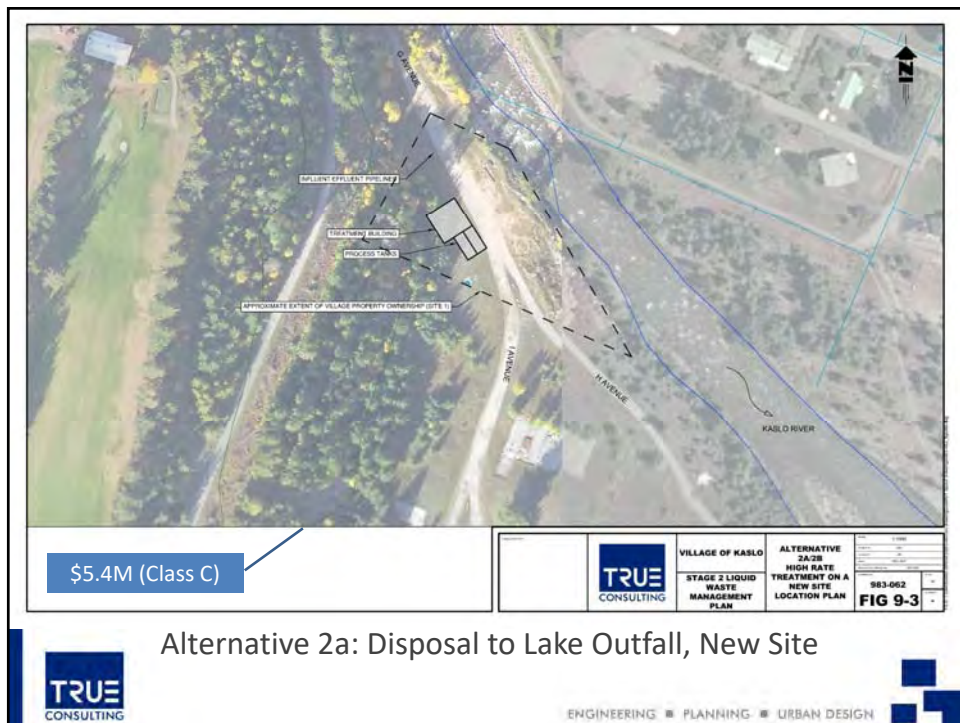 G AVENUE
N
INFLUENT EFFLUENT PIPELINES
TREATMENT BUILDING
PROCESS TANKS
APPROXIMATE EXTENT OF VILLAGE PROPERTY OWNERSHIP (SITE 1)
I AVENUE
H AVENUE
KASLO RIVER
$5.4M (Class C)
TRUE
CONSULTING
VILLAGE OF KASLO
STAGE 2 LIQUID
WASTE
MANAGEMENT
PLAN
ALTERNATIVE
2A/2B
HIGH RATE
TREATMENT ON A
NEW SITE
LOCATION PLAN
983-062
FIG 9-3
Alternative 2a: Disposal to Lake Outfall, New Site
TRUE
CONSULTING
ENGINEERING ■ PLANNING ■ URBAN DESIGN